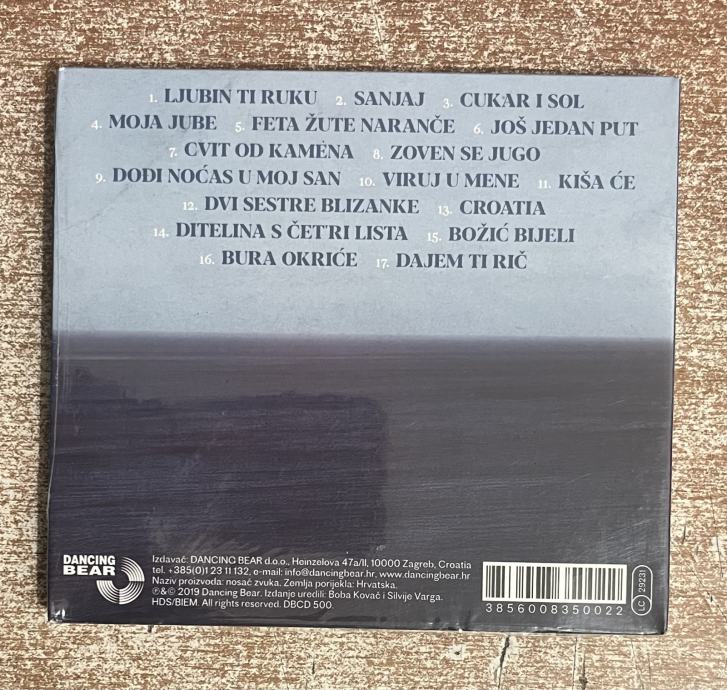 1. LJUBIN TI RUKU 2. SANJAJ 3. CUKAR I SOL
4. MOJA JUBE 5. FETA ŽUTE NARANČE 6. JOŠ JEDAN PUT
7. CVIT OD KAMENA 8. ZOVEN SE JUGO
9. DOĐI NOĆAS U MOJ SAN 10. VIRUJ U MENE 11. KIŠA ĆE
12. DVI SESTRE BLIZANKE 13. CROATIA
14. DITELINA S ČETRI LISTA 15. BOŽIĆ BIJELI
16. BURA OKRIĆE 17. DAJEM TI RIČ
DANCING
BEAR
Izdavač: DANCING BEAR d.o.o., Heinzelova 47a/II, 10000 Zagreb, Croatia
tel. +385(0)1 23 11 132, e-mail: info@dancingbear.hr, www.dancingbear.hr
Naziv proizvoda: nosač zvuka. Zemlja porijekla: Hrvatska.
℗&© 2019 Dancing Bear. Izdanje uredili: Boba Kovač i Silvije Varga.
HDS/BIEM. All rights reserved. DBCD 500.
3856008350022
LC 29231